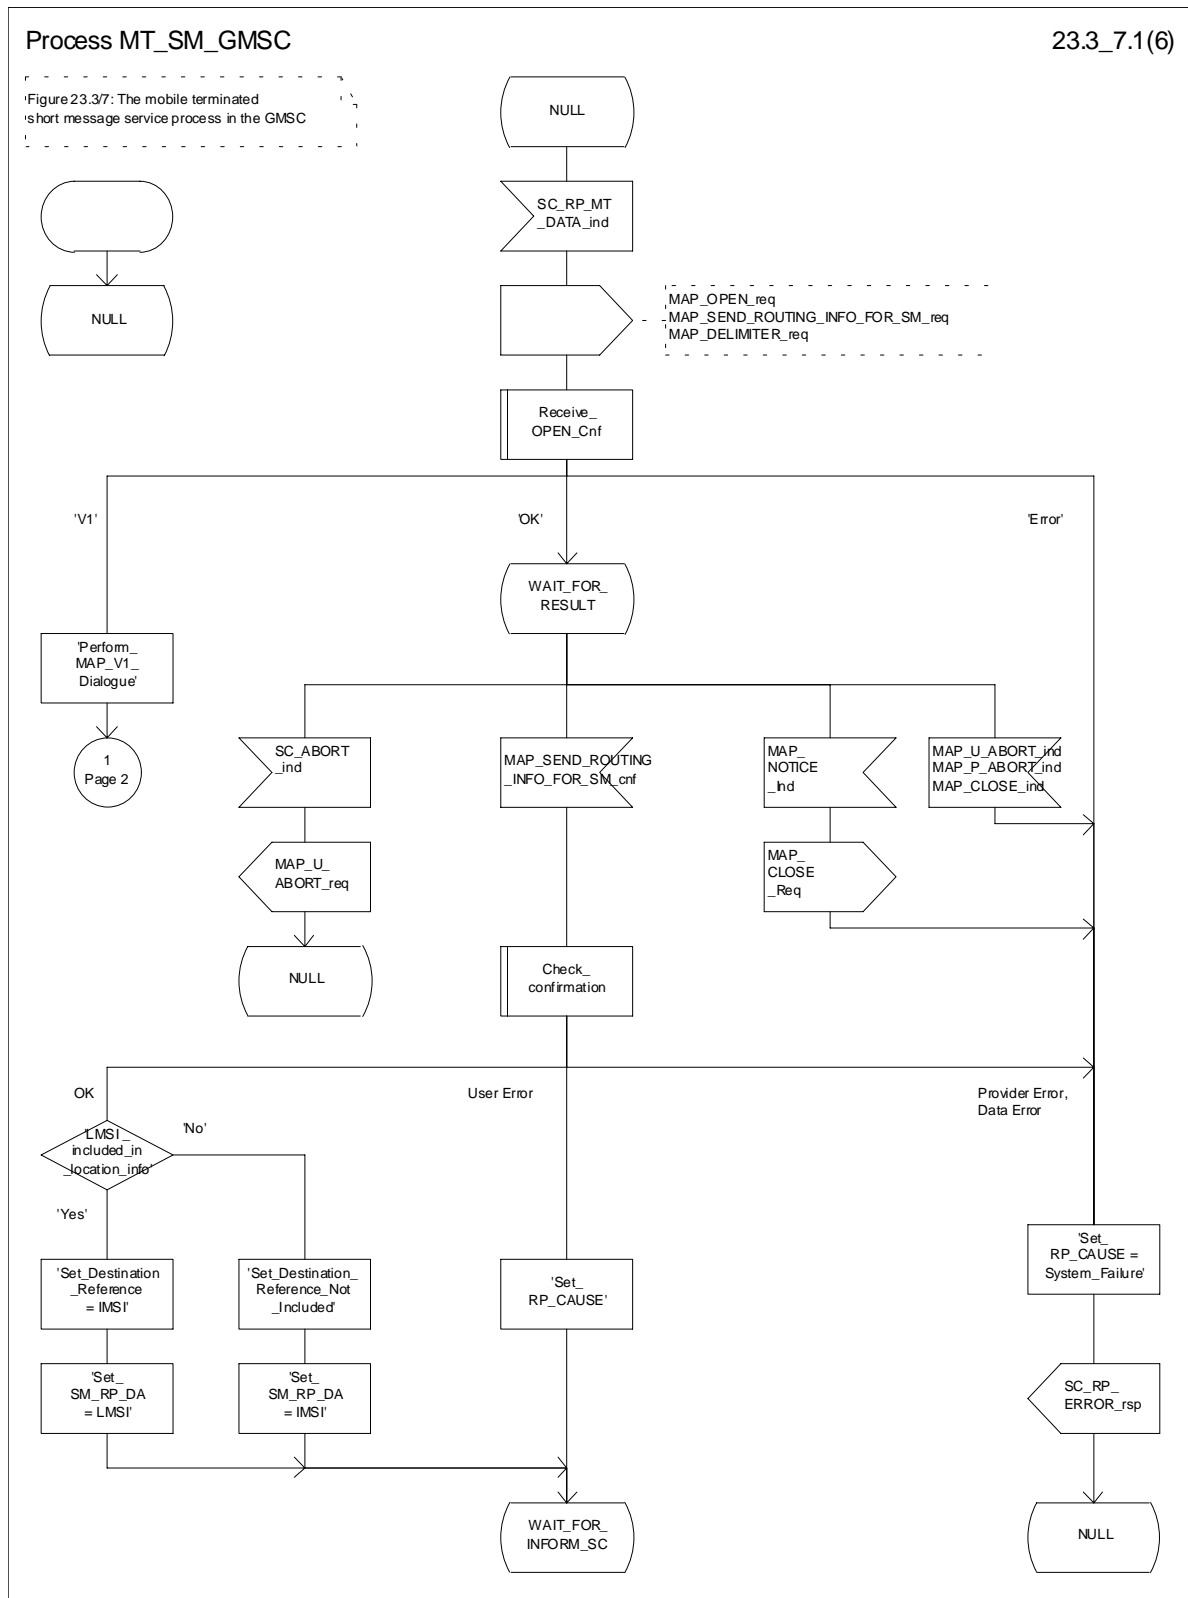 Process MT_SM_GMSC
23.3_7.1(6)
Figure 23.3/7: The mobile terminated
short message service process in the GMSC
NULL
SC_RP_MT
_DATA_ind
NULL
MAP_OPEN_req
MAP_SEND_ROUTING_INFO_FOR_SM_req
MAP_DELIMITER_req
Receive_
OPEN_Cnf
'V1'
'OK'
'Error'
WAIT_FOR_
RESULT
'Perform_
MAP_V1_
Dialogue'
1
Page 2
SC_ABORT
_ind
MAP_SEND_ROUTING
_INFO_FOR_SM_cnf
MAP_
NOTICE
_Ind
MAP_U_ABORT_ind
MAP_P_ABORT_ind
MAP_CLOSE_ind
MAP_U_
ABORT_req
MAP_
CLOSE
_Req
NULL
Check_
confirmation
OK
User Error
Provider Error,
Data Error
'LMSI_
included_in
_location_info'
'No'
'Yes'
'Set_Destination
_Reference
= IMSI'
'Set_Destination_
Reference_Not
_Included'
'Set_
RP_CAUSE'
'Set_
RP_CAUSE =
System_Failure'
'Set_
SM_RP_DA
= LMSI'
'Set_
SM_RP_DA
= IMSI'
SC_RP_
ERROR_rsp
WAIT_FOR_
INFORM_SC
NULL